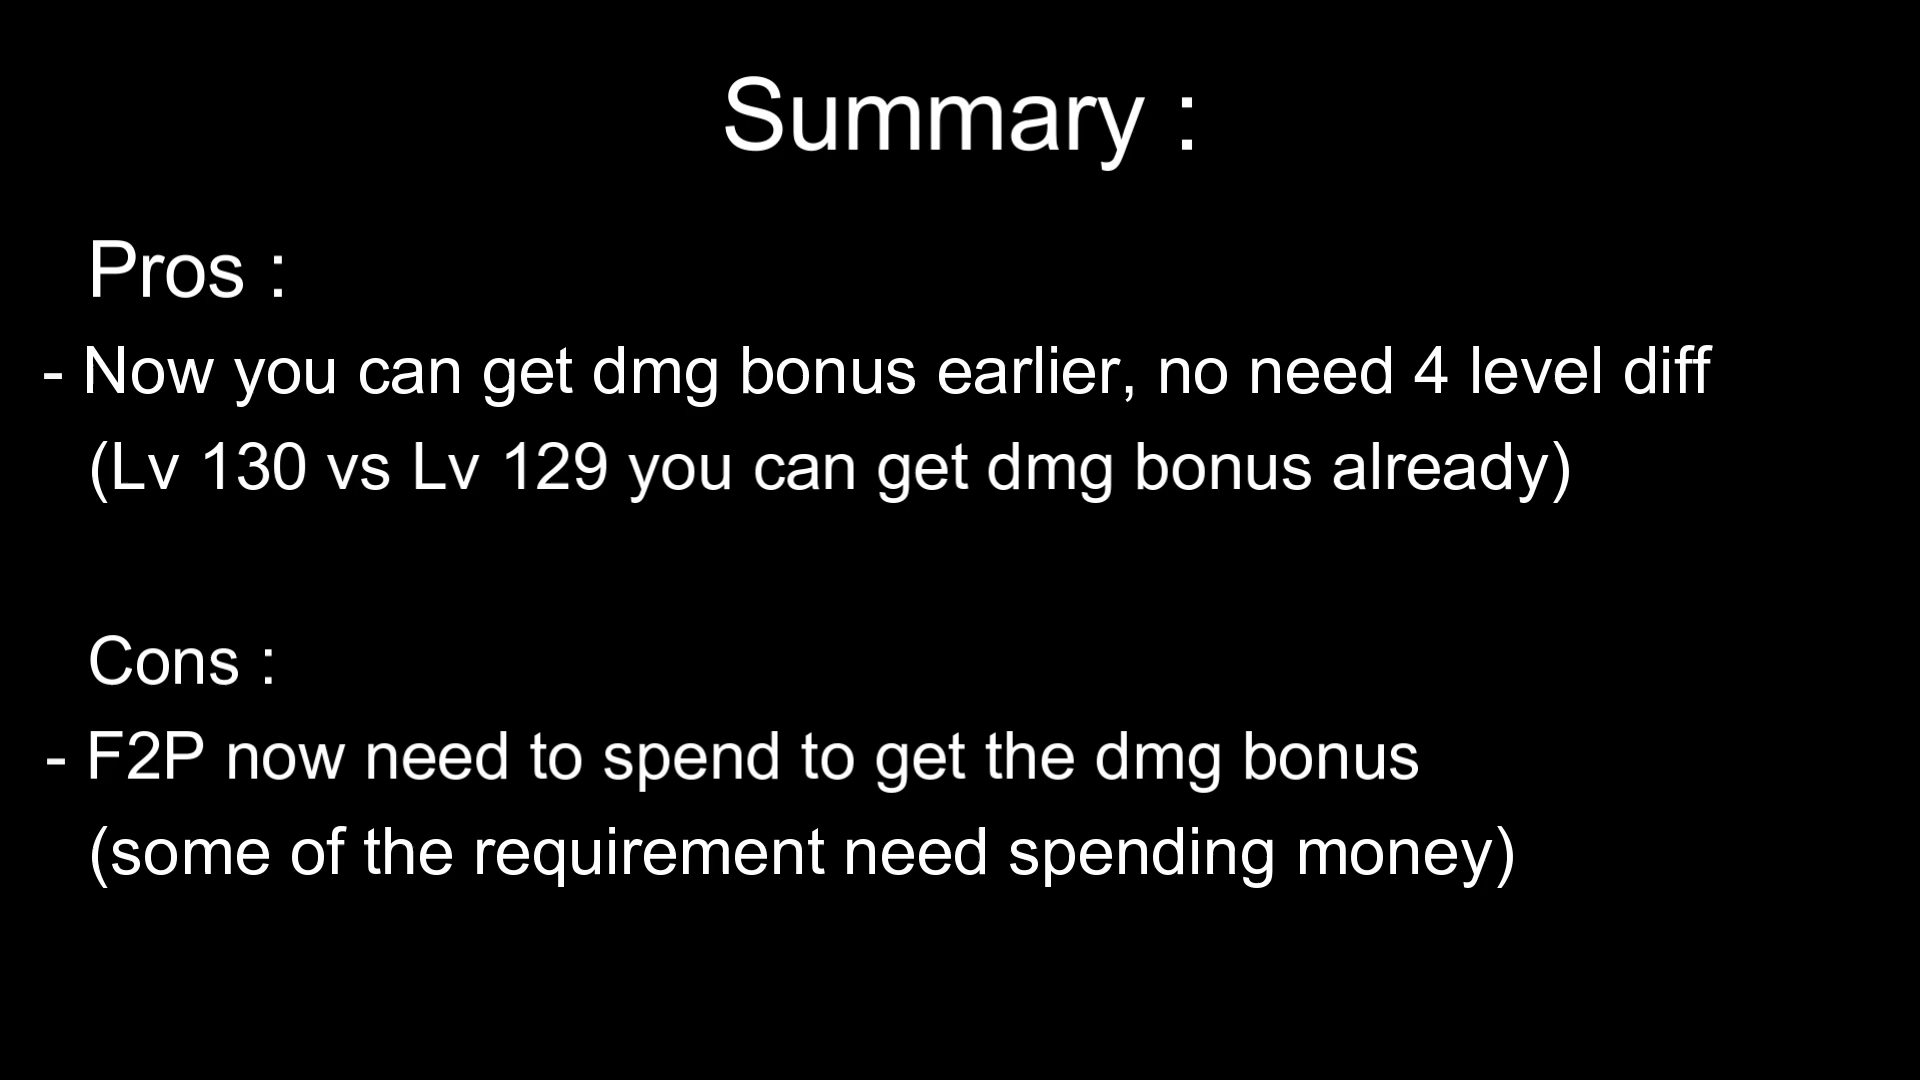 Summary :
Pros :
- Now you can get dmg bonus earlier, no need 4 level diff
(Lv 130 vs Lv 129 you can get dmg bonus already)
Cons :
- F2P now need to spend to get the dmg bonus
(some of the requirement need spending money)